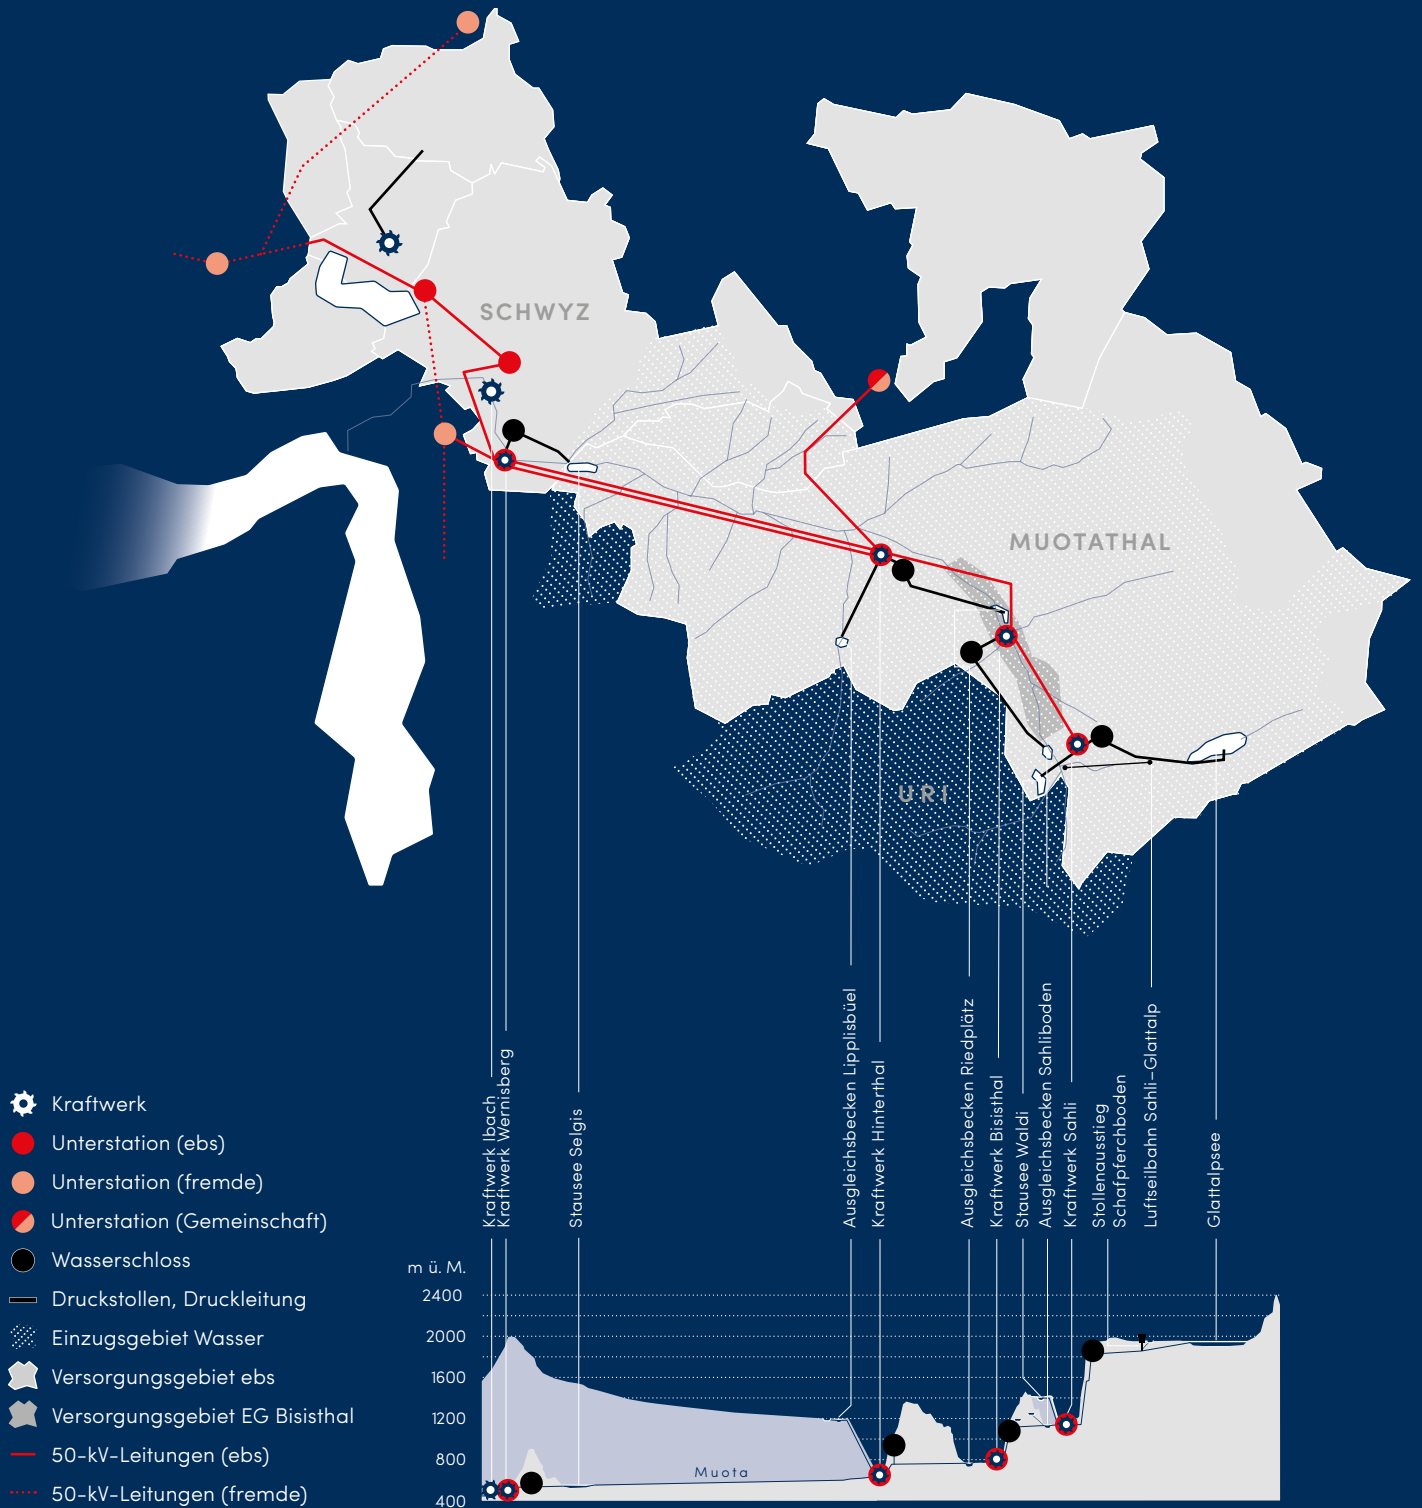 SCHWYZ
MUOTATHAL
URI
Kraftwerk
Unterstation (ebs)
Unterstation (fremde)
Unterstation (Gemeinschaft)
Wasserschloss
Druckstollen, Druckleitung
Einzugsgebiet Wasser
Versorgungsgebiet ebs
Versorgungsgebiet EG Bisisthal
50-kV-Leitungen (ebs)
50-kV-Leitungen (fremde)
Kraftwerk Ibach
Kraftwerk Wernisberg
Stausee Selgis
Ausgleichsbecken Lipplisbüel
Kraftwerk Hinterthal
Ausgleichsbecken Riedplätz
Kraftwerk Bisisthal
Stausee Waldi
Ausgleichsbecken Sahliboden
Kraftwerk Sahli
Stollenausstieg
Schafpferchboden
Luftseilbahn Sahli–Glattalp
Glattalpsee
m ü. M.
2400
2000
1600
1200
800
400
Muota